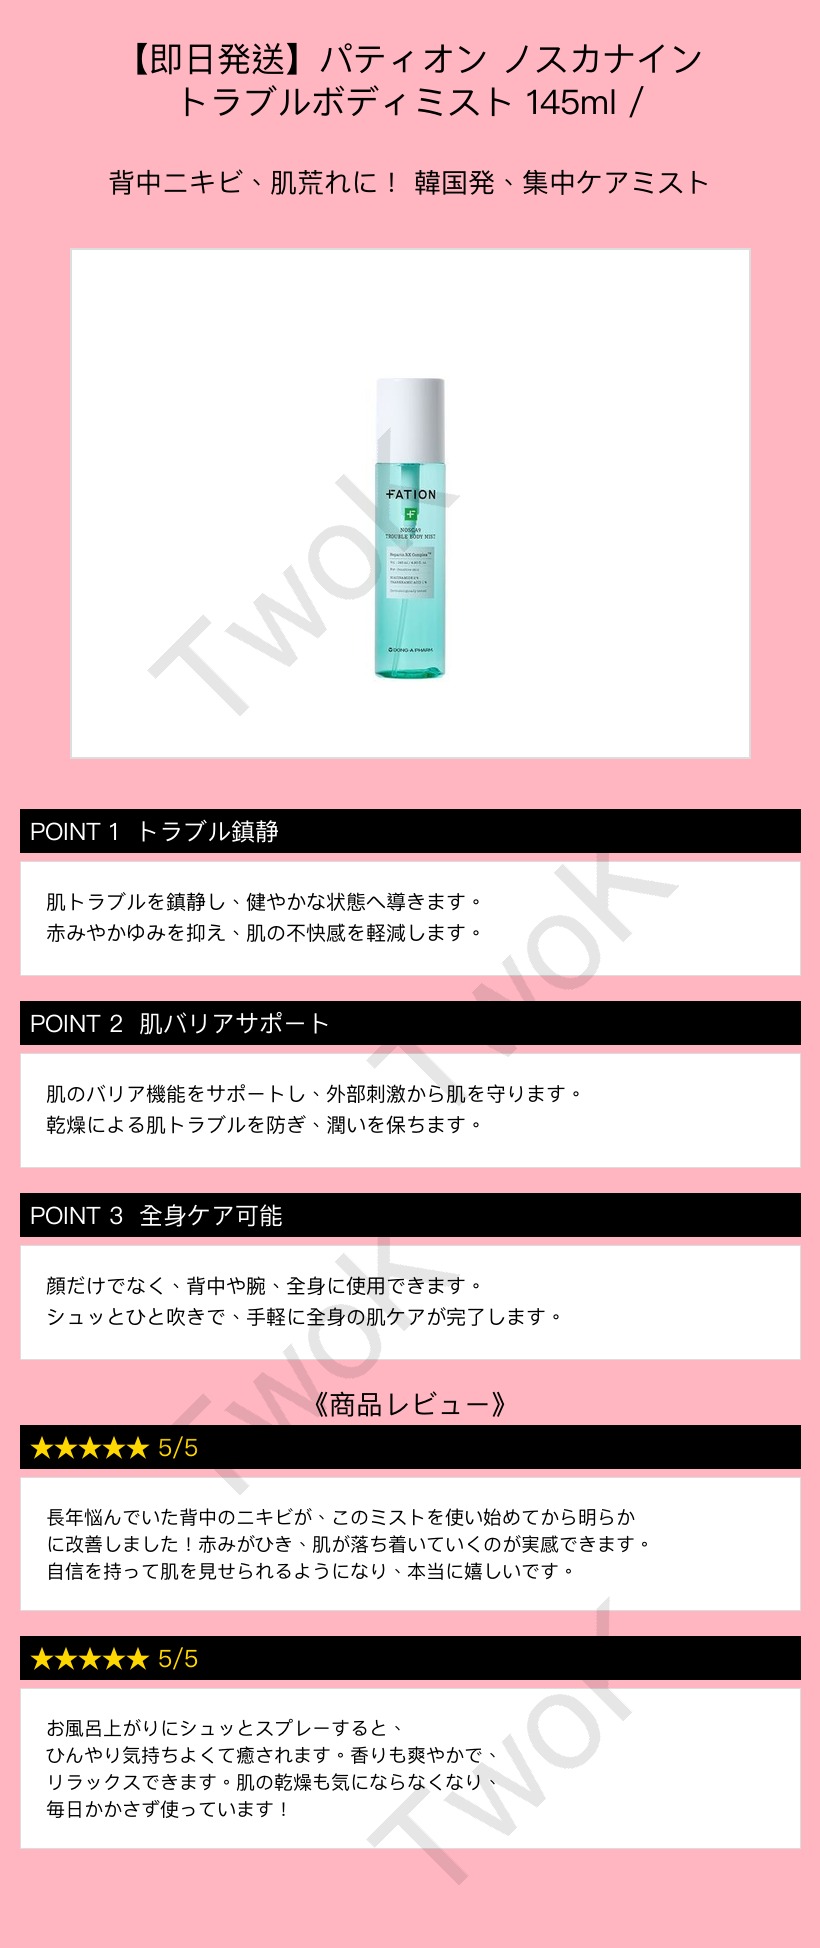 【即日発送】パティオン ノスカナイン
トラブルボディミスト 145ml /
背中ニキビ、肌荒れに！ 韓国発、集中ケアミスト
FATION
NOSCA9
TROUBLE BODY MIST
Heparin RX Complex™
NIACINAMIDE 2%
TRANEXAMIC ACID 1%
Dermatologically tested
DONG-A PHARM
TwoK
POINT 1 トラブル鎮静
肌トラブルを鎮静し、健やかな状態へ導きます。
赤みやかゆみを抑え、肌の不快感を軽減します。
TwoK
POINT 2 肌バリアサポート
肌のバリア機能をサポートし、外部刺激から肌を守ります。
乾燥による肌トラブルを防ぎ、潤いを保ちます。
POINT 3 全身ケア可能
顔だけでなく、背中や腕、全身に使用できます。
シュッとひと吹きで、手軽に全身の肌ケアが完了します。
TwoK
《商品レビュー》
★★★★★ 5/5
長年悩んでいた背中のニキビが、このミストを使い始めてから明らか
に改善しました！赤みがひき、肌が落ち着いていくのが実感できます。
自信を持って肌を見せられるようになり、本当に嬉しいです。
★★★★★ 5/5
お風呂上がりにシュッとスプレーすると、
ひんやり気持ちよくて癒されます。香りも爽やかで、
リラックスできます。肌の乾燥も気にならなくなり、
毎日かかさず使っています！
TwoK